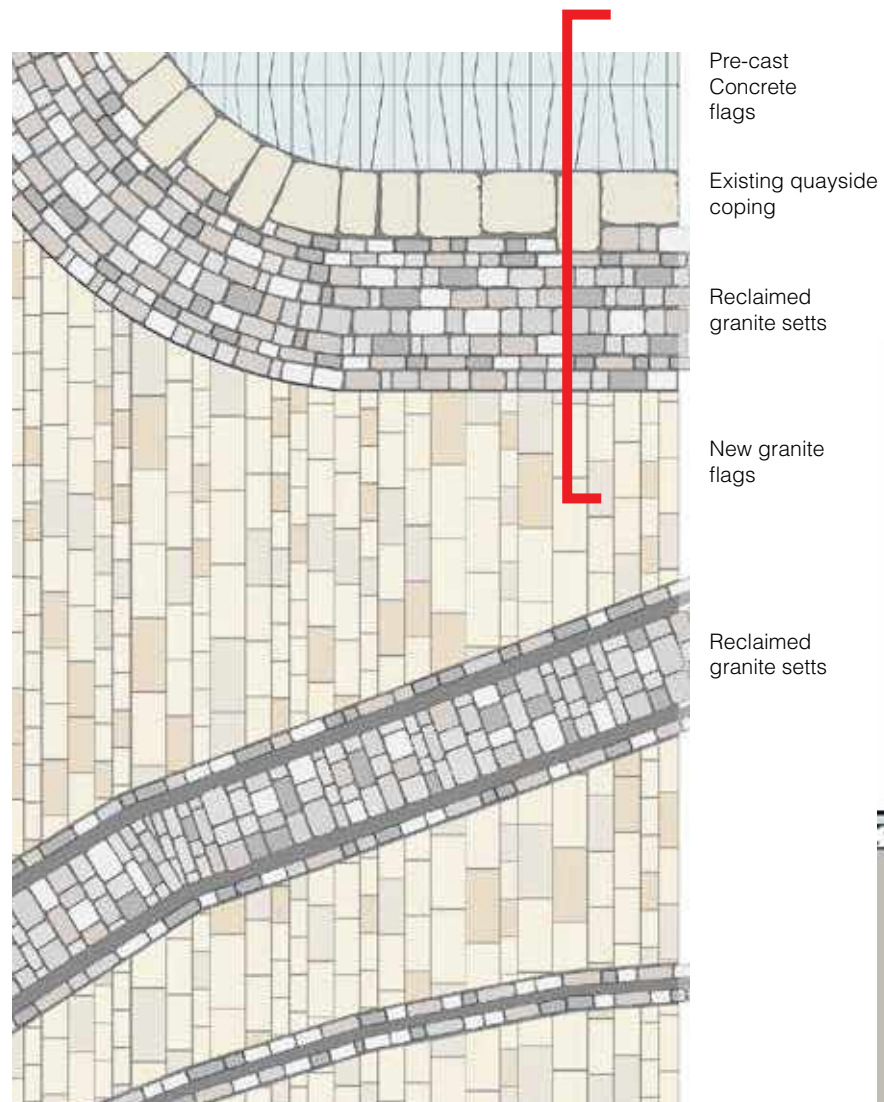 Pre-cast
Concrete
flags
Existing quayside
coping
Reclaimed
granite setts
New granite
flags
Reclaimed
granite setts